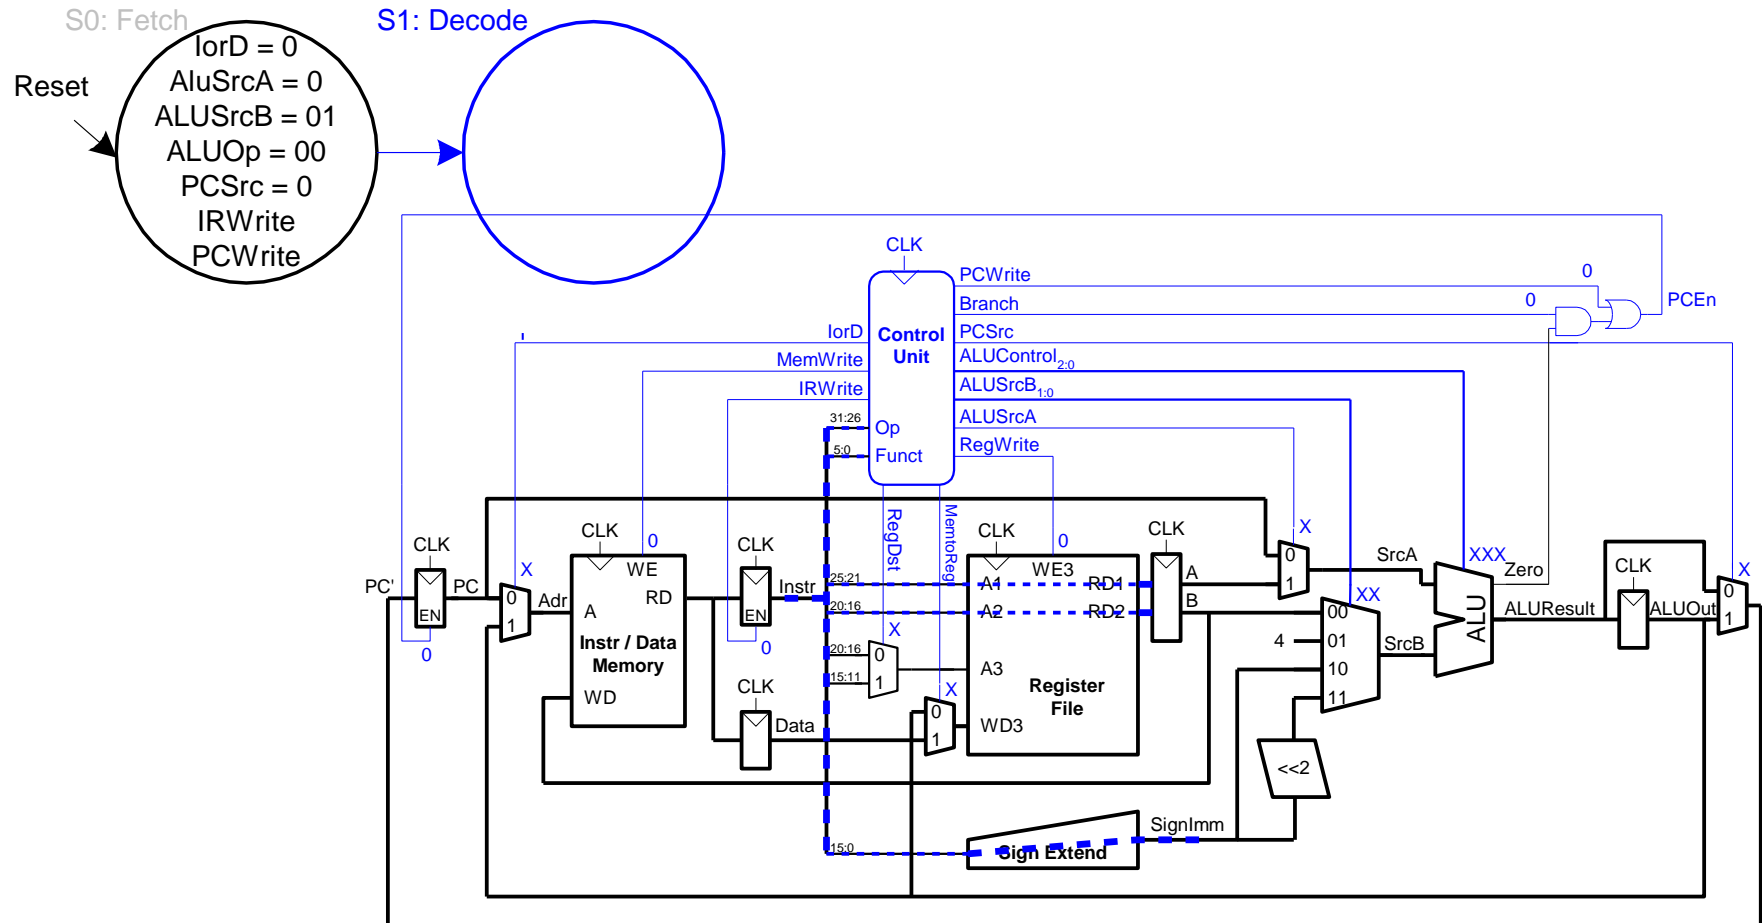 S0: Fetch
S1: Decode
IorD = 0
AluSrcA = 0
Reset
ALUSrcB = 01
ALUOp = 00
PCSrc = 0
IRWrite
PCWrite
CLK
PCWrite
0
Branch
0
PCEn
IorD
Control
Unit
PCSrc
MemWrite
ALUControl2:0
IRWrite
ALUSrcB1:0
31:26
Op
ALUSrcA
5:0
Funct
RegWrite
RegDst
MemtoReg
CLK
CLK
CLK
CLK
CLK
X
0
0
SrcA
XXX
CLK
PC'
PC
EN
X
0
1
Adr
WE
A
RD
Instr / Data
Memory
WD
EN
Instr
25:21
A1
WE3
RD1
A
0
1
Zero
X
20:16
A2
RD2
B
XX
00
ALU
ALUResult
ALUOut
0
1
0
0
X
4
01
SrcB
20:16
0
A3
10
15:11
1
Register
File
11
CLK
X
Data
0
1
WD3
<<2
SignImm
15:0
Sign Extend